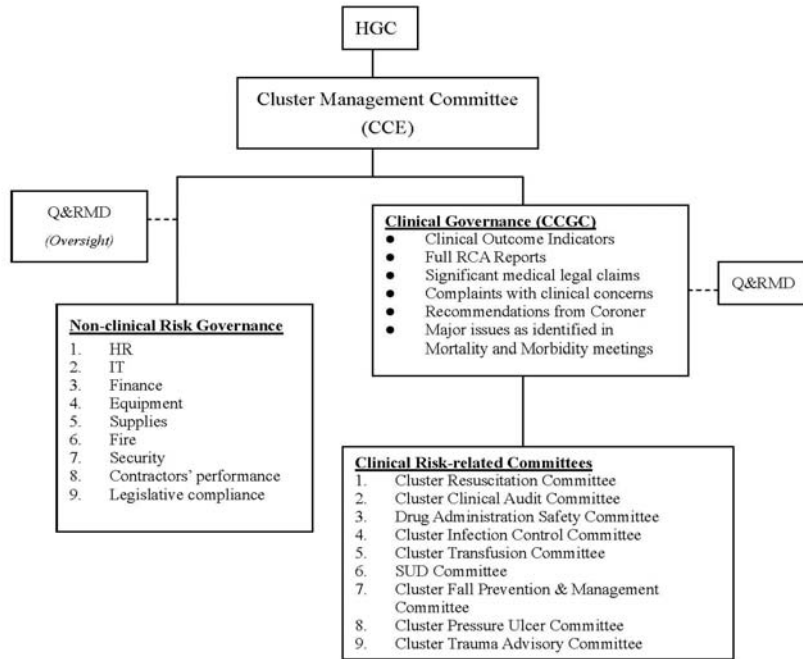 HGC
Cluster Management Committee
(CCE)
Q&RMD
(Oversight)
Clinical Governance (CCGC)
● Clinical Outcome Indicators
● Full RCA Reports
● Significant medical legal claims
● Complaints with clinical concerns
● Recommendations from Coroner
● Major issues as identified in
Mortality and Morbidity meetings
Q&RMD
Non-clinical Risk Governance
1. HR
2. IT
3. Finance
4. Equipment
5. Supplies
6. Fire
7. Security
8. Contractors' performance
9. Legislative compliance
Clinical Risk-related Committees
1. Cluster Resuscitation Committee
2. Cluster Clinical Audit Committee
3. Drug Administration Safety Committee
4. Cluster Infection Control Committee
5. Cluster Transfusion Committee
6. SUD Committee
7. Cluster Fall Prevention & Management
Committee
8. Cluster Pressure Ulcer Committee
9. Cluster Trauma Advisory Committee